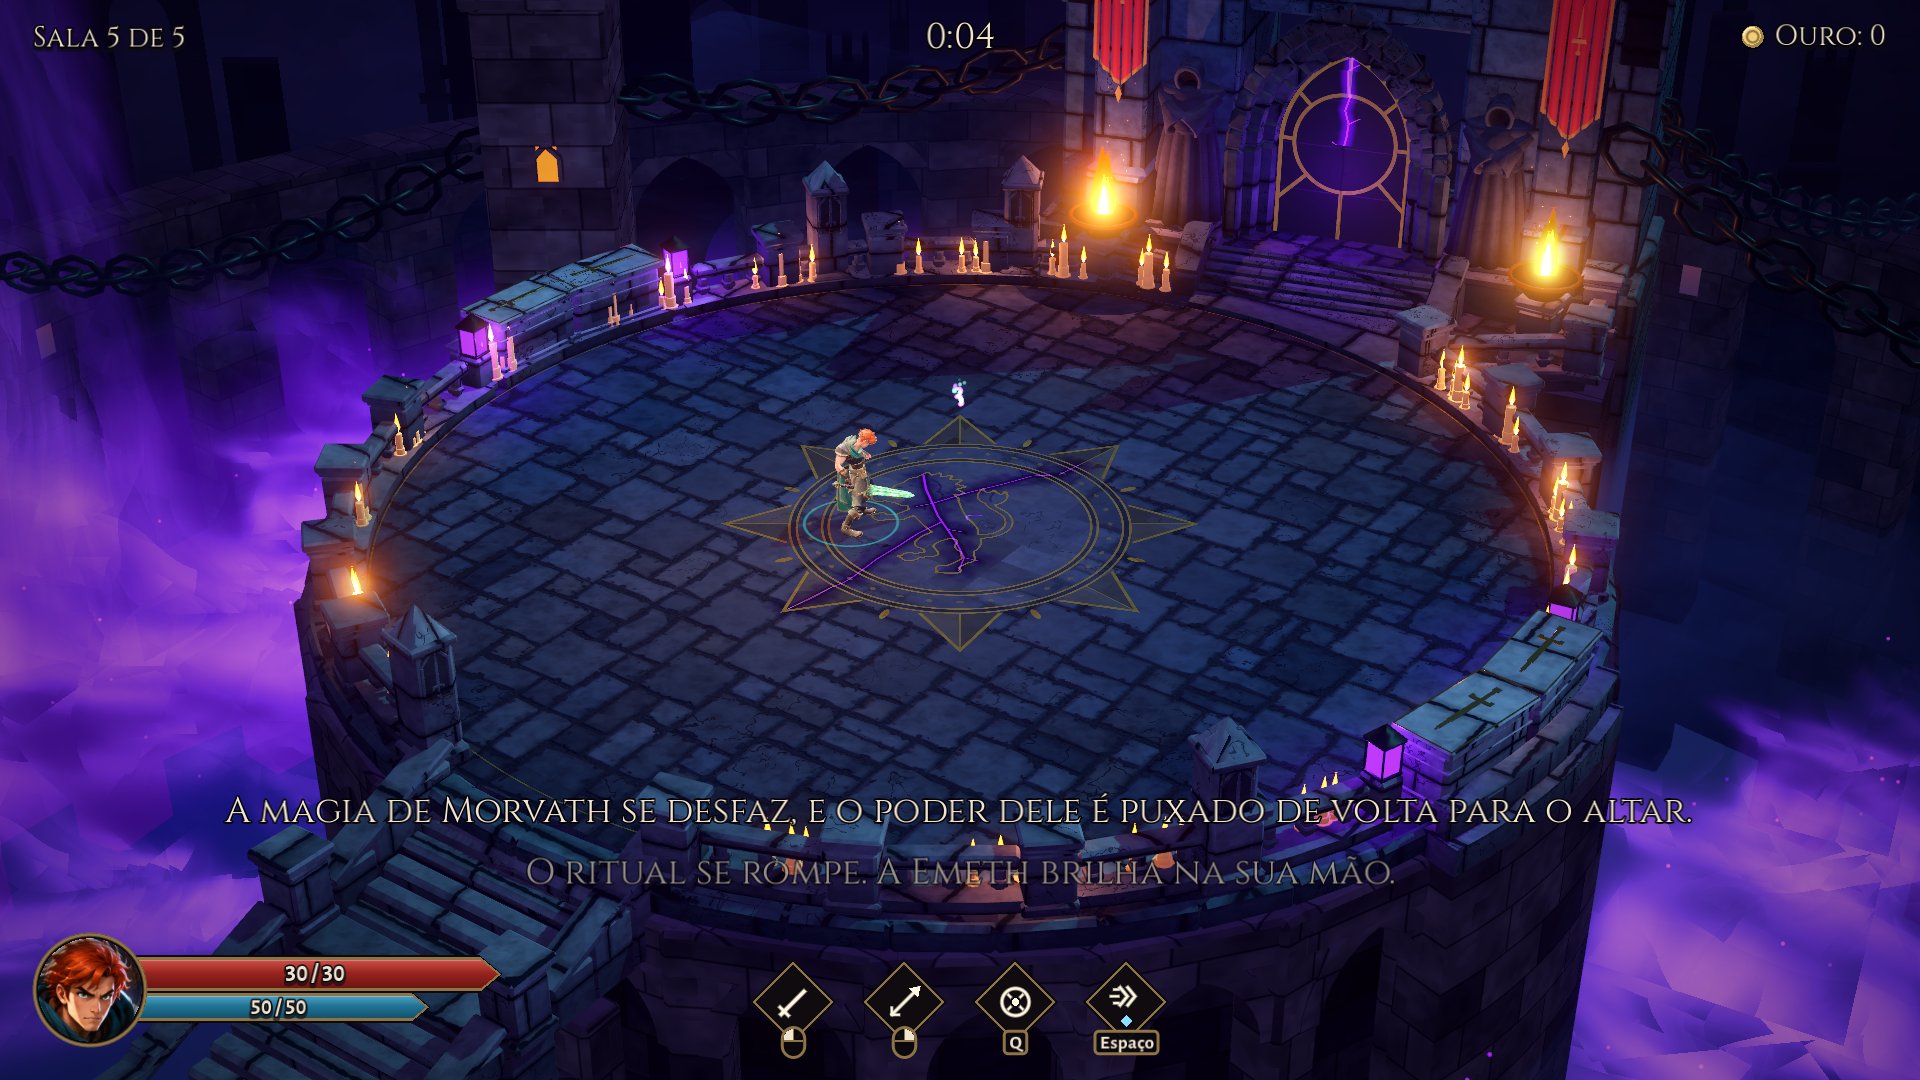 SALA 5 DE 5
0:04
OURO: 0
A MAGIA DE MORVATH SE DESFAZ, E O PODER DELE É PUXADO DE VOLTA PARA O ALTAR.
O RITUAL SE ROMPE. A EMETH BRILHA NA SUA MÃO.
30/30
50/50
Q
Espaço